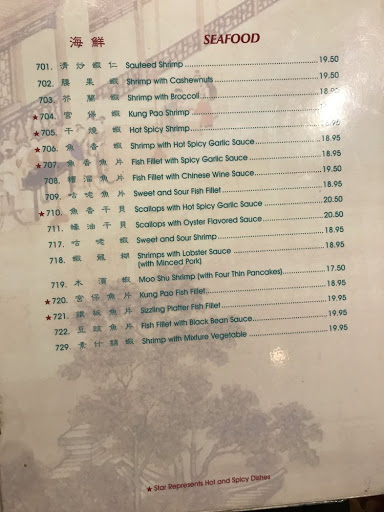 海鮮 SEAFOOD
701. 清炒蝦仁 Sauteed Shrimp 19.50
702. 腰果蝦 Shrimp with Cashewnuts 19.50
703. 芥蘭蝦 Shrimp with Broccoli 18.95
★704. 宮保蝦 Kung Pao Shrimp 18.95
★705. 干燒蝦 Hot Spicy Shrimp 18.95
★706. 魚香蝦 Shrimp with Hot Spicy Garlic Sauce 18.95
★707. 魚香魚片 Fish Fillet with Spicy Garlic Sauce 18.95
708. 糟溜魚片 Fish Fillet with Chinese Wine Sauce 19.50
709. 咕咾魚片 Sweet and Sour Fish Fillet 18.95
★710. 魚香干貝 Scallops with Hot Spicy Garlic Sauce 20.50
711. 蠔油干貝 Scallops with Oyster Flavored Sauce 20.50
717. 咕咾蝦 Sweet and Sour Shrimp 18.95
718. 蝦龍糊 Shrimps with Lobster Sauce 18.95
(with Minced Pork)
719. 木須蝦 Moo Shu Shrimp (with Four Thin Pancakes) 17.50
★720. 宮保魚片 Kung Pao Fish Fillet 18.95
★721. 鐵板魚片 Sizzling Platter Fish Fillet 19.95
722. 豆豉魚片 Fish Fillet with Black Bean Sauce 19.95
729. 素什錦蝦 Shrimp with Mixture Vegetable 19.95
★ Star Represents Hot and Spicy Dishes